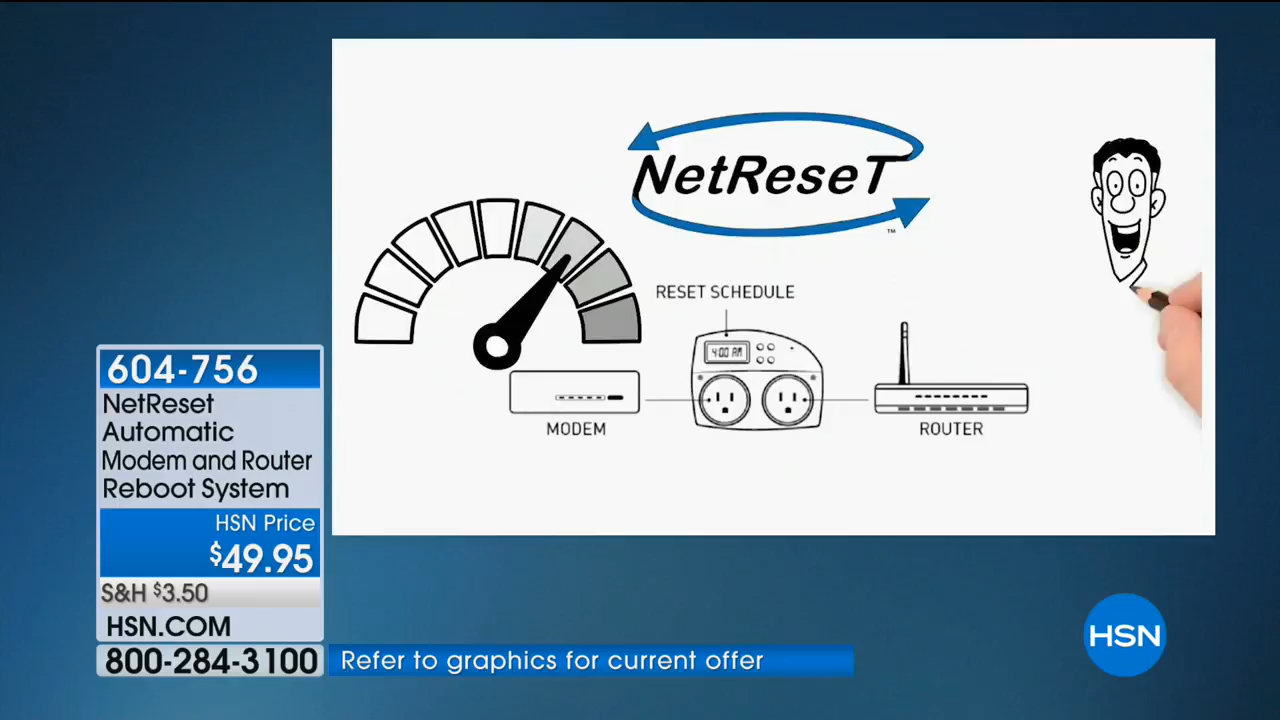 NetReseT
™
RESET SCHEDULE
4:00 AM
MODEM
ROUTER
604-756
NetReset
Automatic
Modem and Router
Reboot System
HSN Price
$49.95
S&H $3.50
HSN.COM
800-284-3100
Refer to graphics for current offer
HSN